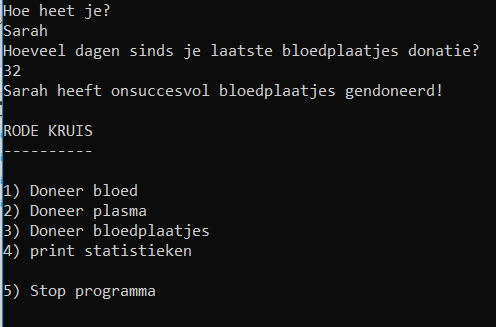 Hoe heet je?
Sarah
Hoeveel dagen sinds je laatste bloedplaatjes donatie?
32
Sarah heeft onsuccesvol bloedplaatjes gendoneerd!
RODE KRUIS
----------
1) Doneer bloed
2) Doneer plasma
3) Doneer bloedplaatjes
4) print statistieken
5) Stop programma